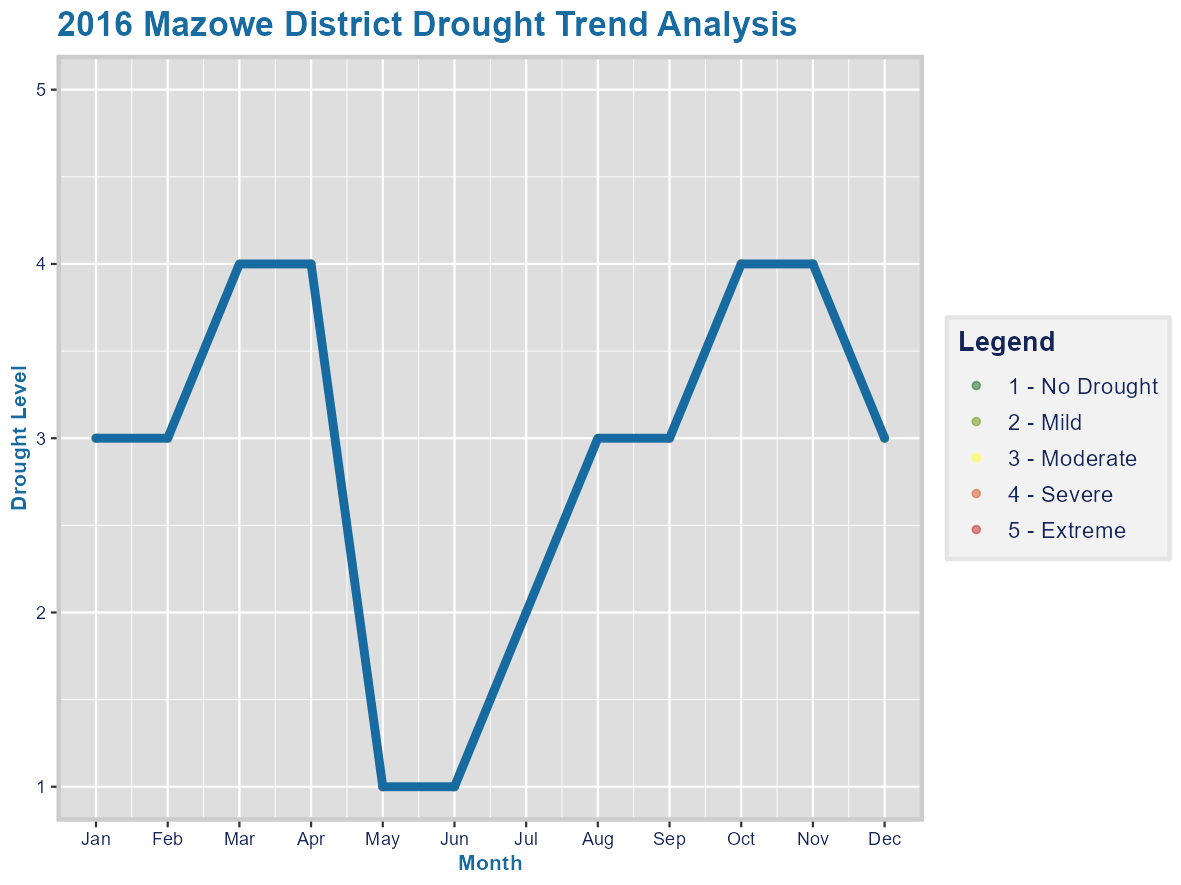 2016 Mazowe District Drought Trend Analysis
Drought Level
5
4
3
2
1
Jan Feb Mar Apr May Jun Jul Aug Sep Oct Nov Dec
Month
Legend
1 - No Drought
2 - Mild
3 - Moderate
4 - Severe
5 - Extreme